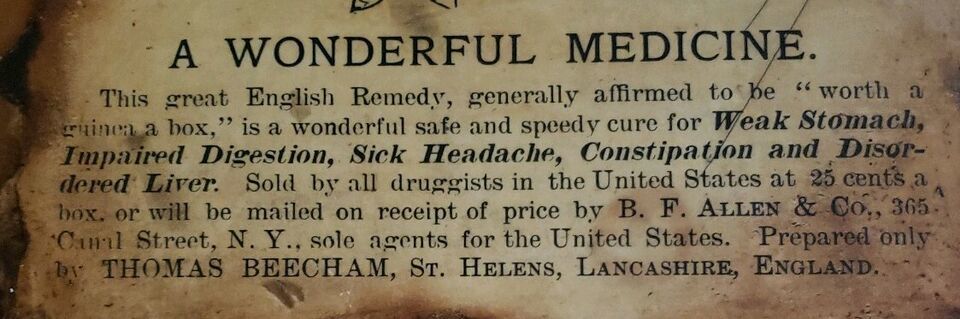 A WONDERFUL MEDICINE.
This great English Remedy, generally affirmed to be "worth a
guinea a box," is a wonderful safe and speedy cure for Weak Stomach,
Impaired Digestion, Sick Headache, Constipation and Disor-
dered Liver. Sold by all druggists in the United States at 25 cents a
box. or will be mailed on receipt of price by B. F. ALLEN & Co., 365
Canal Street, N. Y., sole agents for the United States. Prepared only
by THOMAS BEECHAM, ST. HELENS, LANCASHIRE, ENGLAND.